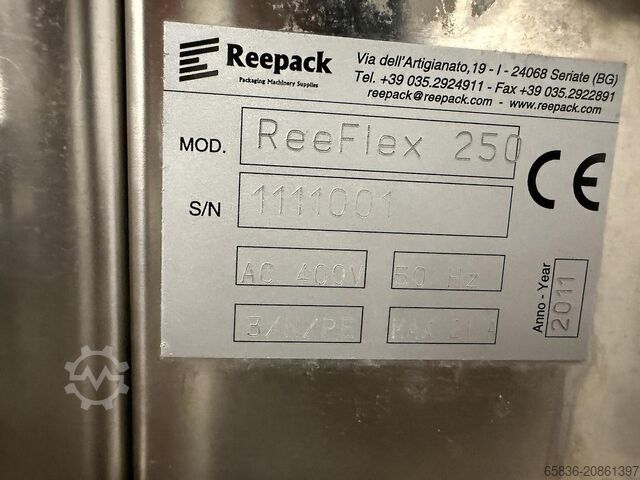 Reepack
Packaging Machinery Supplies
Via dell'Artigianato,19 - I - 24068 Seriate (BG)
Tel. +39 035.2924911 - Fax +39 035.2922891
reepack@reepack.com - www.reepack.com
MOD. ReeFlex 250
S/N 1111001
CE
AC 400V 50 Hz
3/N/PE MAX 21 A
Anno - Year 2011
65836-20861397